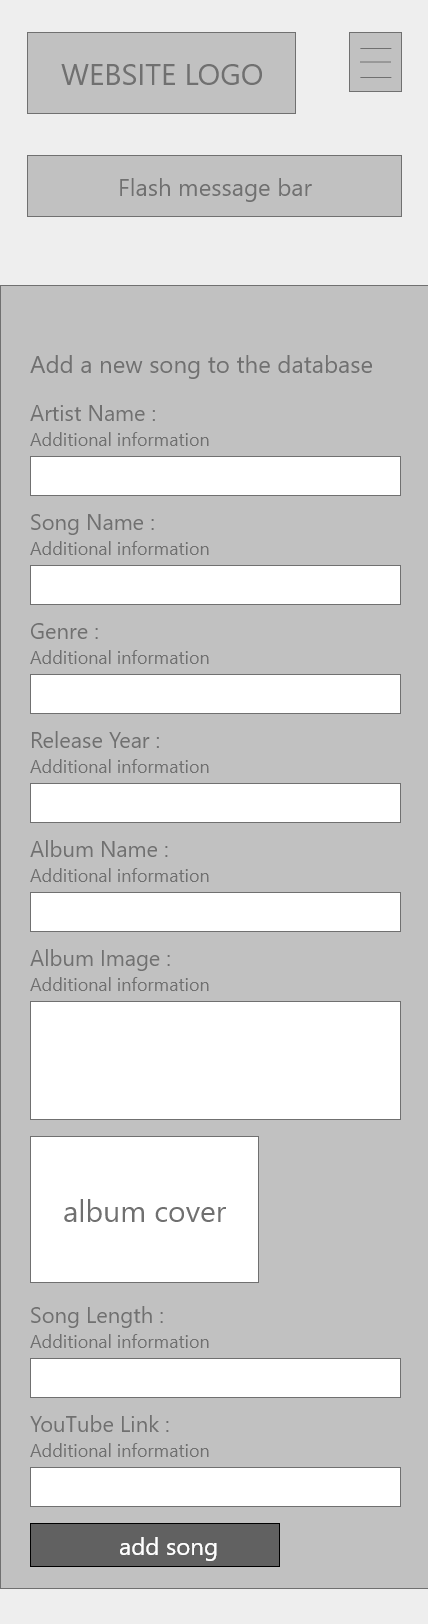 WEBSITE LOGO
Flash message bar
Add a new song to the database
Artist Name :
Additional information
Song Name :
Additional information
Genre :
Additional information
Release Year :
Additional information
Album Name :
Additional information
Album Image :
Additional information
album cover
Song Length :
Additional information
YouTube Link :
Additional information
add song